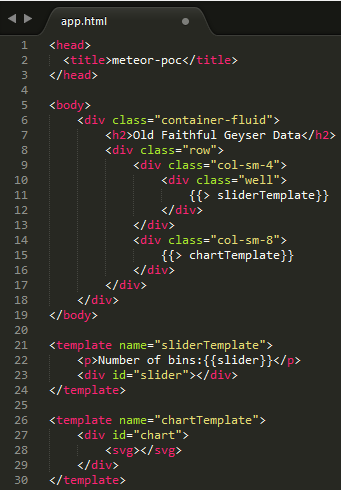 app.html
1 <head>
2   <title>meteor-poc</title>
3 </head>
4
5 <body>
6     <div class="container-fluid">
7         <h2>Old Faithful Geyser Data</h2>
8         <div class="row">
9             <div class="col-sm-4">
10                 <div class="well">
11                     {{> sliderTemplate}}
12                 </div>
13             </div>
14             <div class="col-sm-8">
15                 {{> chartTemplate}}
16             </div>
17         </div>
18     </div>
19 </body>
20
21 <template name="sliderTemplate">
22     <p>Number of bins:{{slider}}</p>
23     <div id="slider"></div>
24 </template>
25
26 <template name="chartTemplate">
27     <div id="chart">
28         <svg></svg>
29     </div>
30 </template>